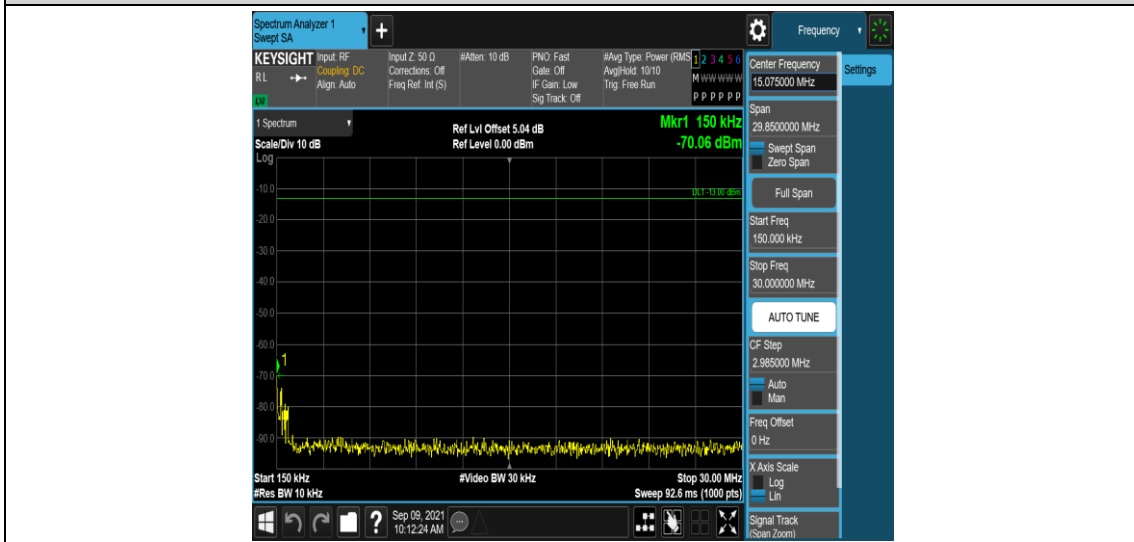 Spectrum Analyzer 1
Swept SA
Frequency
KEYSIGHT
RL
LXI
Input: RF
Coupling: DC
Align: Auto
Input Z: 50 Ω
Corrections: Off
Freq Ref: Int (S)
#Atten: 10 dB
PNO: Fast
Gate: Off
IF Gain: Low
Sig Track: Off
#Avg Type: Power (RMS
Avg|Hold: 10/10
Trig: Free Run
1 2 3 4 5 6
M W W W W W
P P P P P P
1 Spectrum
Scale/Div 10 dB
Log
Ref Lvl Offset 5.04 dB
Ref Level 0.00 dBm
Mkr1 150 kHz
-70.06 dBm
DL1 -13.00 dBm
-10.0
-20.0
-30.0
-40.0
-50.0
-60.0
-70.0
-80.0
-90.0
1
Start 150 kHz
#Res BW 10 kHz
#Video BW 30 kHz
Stop 30.00 MHz
Sweep 92.6 ms (1000 pts)
Center Frequency
15.075000 MHz
Span
29.8500000 MHz
Swept Span
Zero Span
Full Span
Start Freq
150.000 kHz
Stop Freq
30.000000 MHz
AUTO TUNE
CF Step
2.985000 MHz
Auto
Man
Freq Offset
0 Hz
X Axis Scale
Log
Lin
Signal Track
(Span Zoom)
Settings
?
Sep 09, 2021
10:12:24 AM